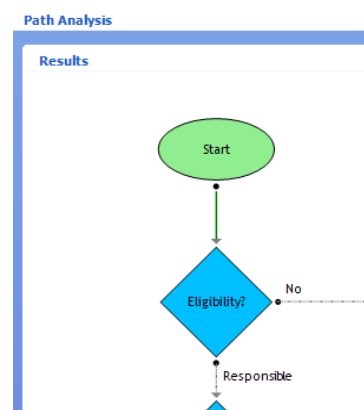 Path Analysis
Results
Start
Eligibility?
No
Responsible